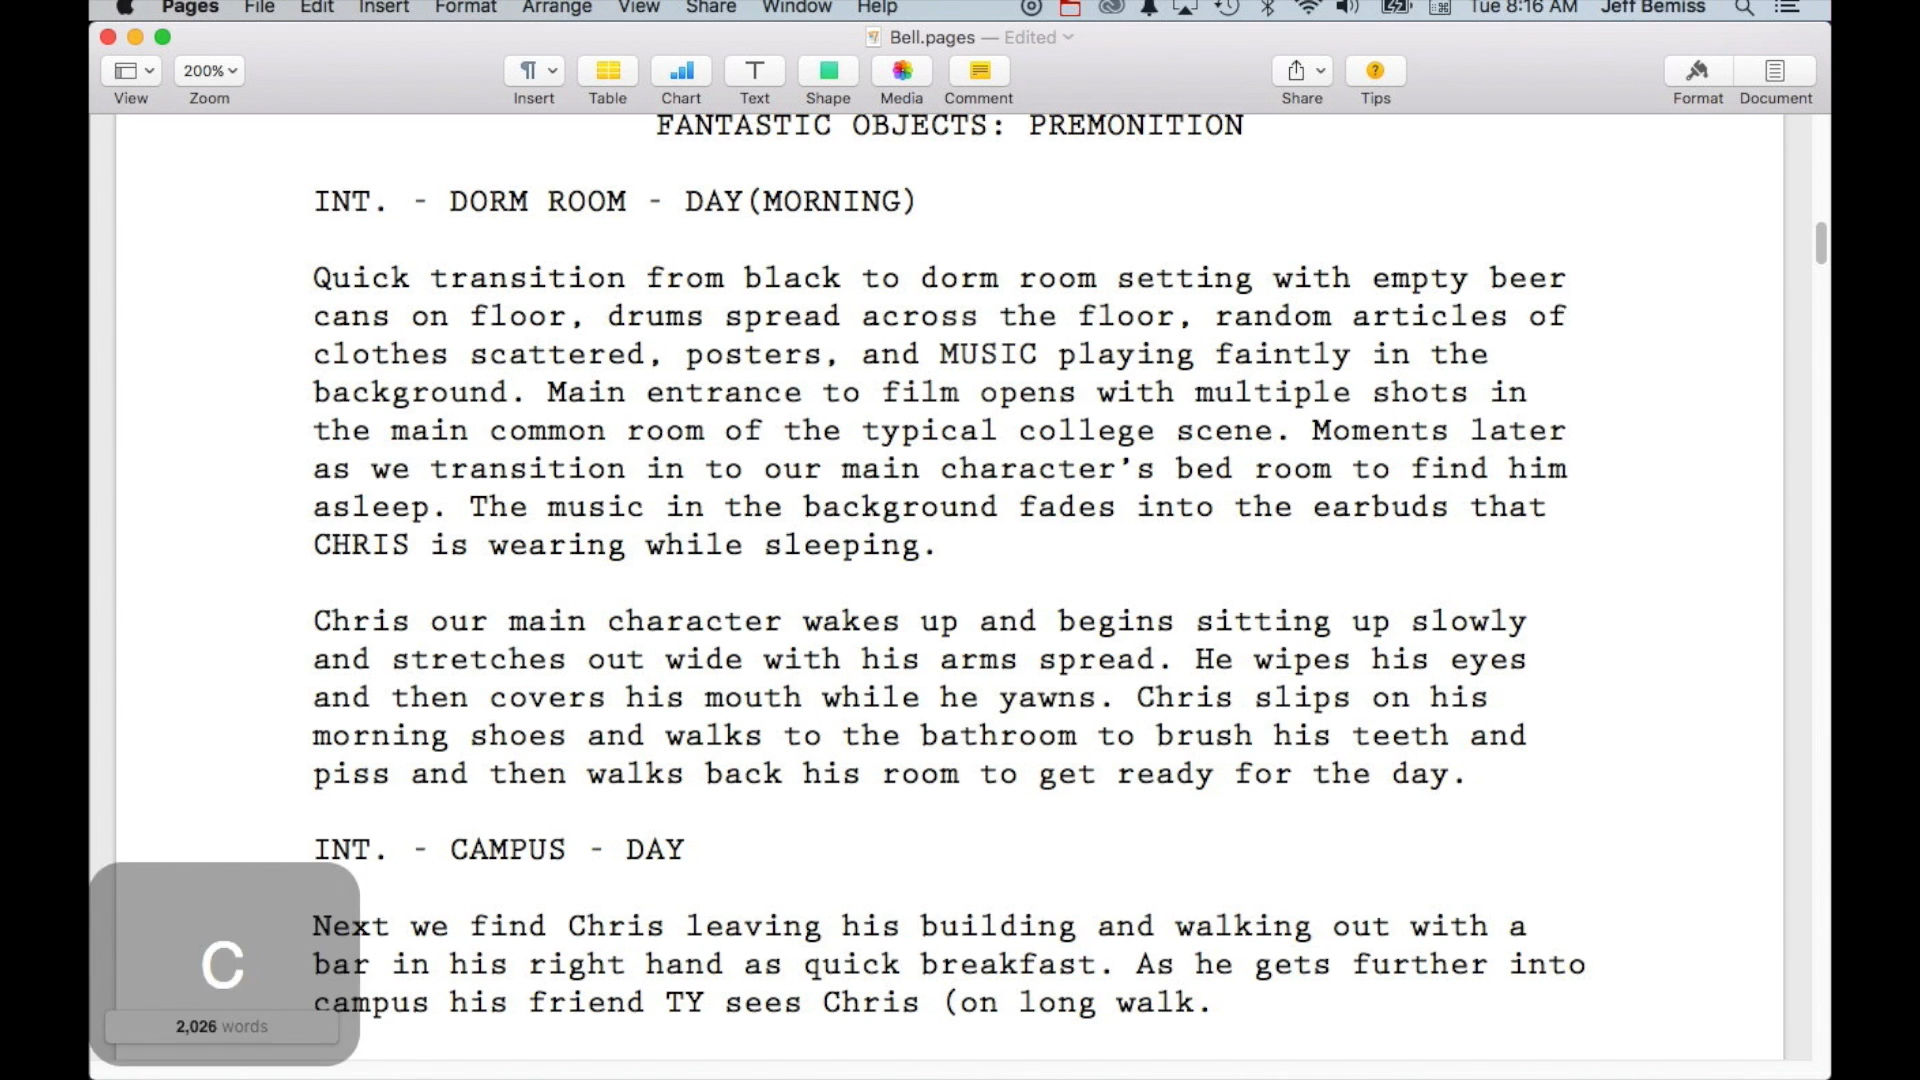 Pages File Edit Insert Format Arrange View Share Window Help Tue 8:16 AM Jeff Bemiss
Bell.pages — Edited
200%
View Zoom Insert Table Chart Text Shape Media Comment Share Tips Format Document
FANTASTIC OBJECTS: PREMONITION
INT. - DORM ROOM - DAY(MORNING)
Quick transition from black to dorm room setting with empty beer
cans on floor, drums spread across the floor, random articles of
clothes scattered, posters, and MUSIC playing faintly in the
background. Main entrance to film opens with multiple shots in
the main common room of the typical college scene. Moments later
as we transition in to our main character's bed room to find him
asleep. The music in the background fades into the earbuds that
CHRIS is wearing while sleeping.
Chris our main character wakes up and begins sitting up slowly
and stretches out wide with his arms spread. He wipes his eyes
and then covers his mouth while he yawns. Chris slips on his
morning shoes and walks to the bathroom to brush his teeth and
piss and then walks back his room to get ready for the day.
INT. - CAMPUS - DAY
Next we find Chris leaving his building and walking out with a
bar in his right hand as quick breakfast. As he gets further into
campus his friend TY sees Chris (on long walk.
C
2,026 words